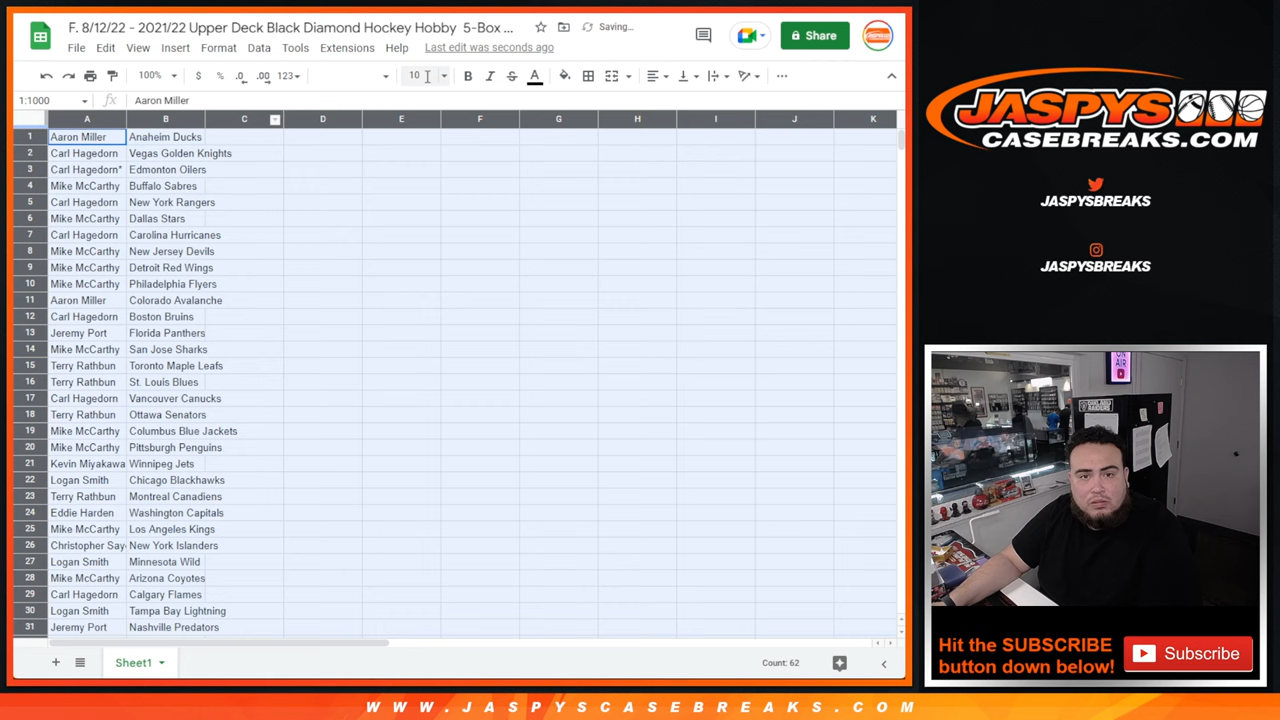 F. 8/12/22 - 2021/22 Upper Deck Black Diamond Hockey Hobby 5-Box ...
Saving...
File Edit View Insert Format Data Tools Extensions Help Last edit was seconds ago
Share
100% $ % .0 .00 123 10 B I S A
1:1000 fx Aaron Miller
A B C D E F G H I J K
1 Aaron Miller Anaheim Ducks
2 Carl Hagedorn Vegas Golden Knights
3 Carl Hagedorn* Edmonton Oilers
4 Mike McCarthy Buffalo Sabres
5 Carl Hagedorn New York Rangers
6 Mike McCarthy Dallas Stars
7 Carl Hagedorn Carolina Hurricanes
8 Mike McCarthy New Jersey Devils
9 Mike McCarthy Detroit Red Wings
10 Mike McCarthy Philadelphia Flyers
11 Aaron Miller Colorado Avalanche
12 Carl Hagedorn Boston Bruins
13 Jeremy Port Florida Panthers
14 Mike McCarthy San Jose Sharks
15 Terry Rathbun Toronto Maple Leafs
16 Terry Rathbun St. Louis Blues
17 Carl Hagedorn Vancouver Canucks
18 Terry Rathbun Ottawa Senators
19 Mike McCarthy Columbus Blue Jackets
20 Mike McCarthy Pittsburgh Penguins
21 Kevin Miyakawa Winnipeg Jets
22 Logan Smith Chicago Blackhawks
23 Terry Rathbun Montreal Canadiens
24 Eddie Harden Washington Capitals
25 Mike McCarthy Los Angeles Kings
26 Christopher Say New York Islanders
27 Logan Smith Minnesota Wild
28 Mike McCarthy Arizona Coyotes
29 Carl Hagedorn Calgary Flames
30 Logan Smith Tampa Bay Lightning
31 Jeremy Port Nashville Predators
Sheet1
Count: 62
JASPYS
CASEBREAKS.COM
JASPYSBREAKS
JASPYSBREAKS
ON
AIR
Hit the SUBSCRIBE
button down below!
Subscribe
WWW.JASPYSCASEBREAKS.COM